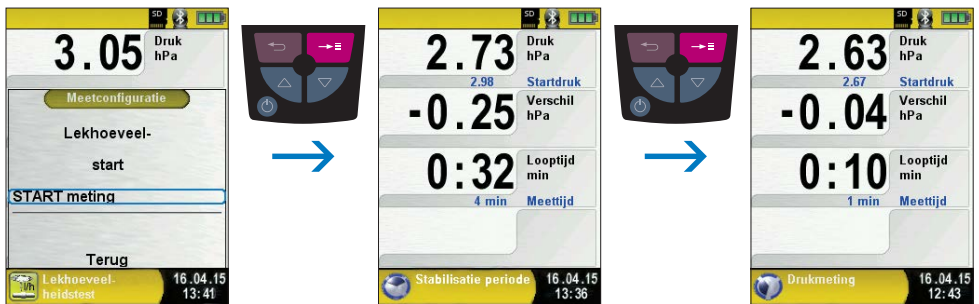 SD
3.05 Druk
hPa
Meetconfiguratie
Lekhoeveel-
start
START meting
Terug
Lekhoeveel-
heidstest
16.04.15
13:41
SD
2.73 Druk
hPa
2.98 Startdruk
-0.25 Verschil
hPa
0:32 Looptijd
min
4 min Meettijd
Stabilisatie periode
16.04.15
13:36
SD
2.63 Druk
hPa
2.67 Startdruk
-0.04 Verschil
hPa
0:10 Looptijd
min
1 min Meettijd
Drukmeting
16.04.15
12:43